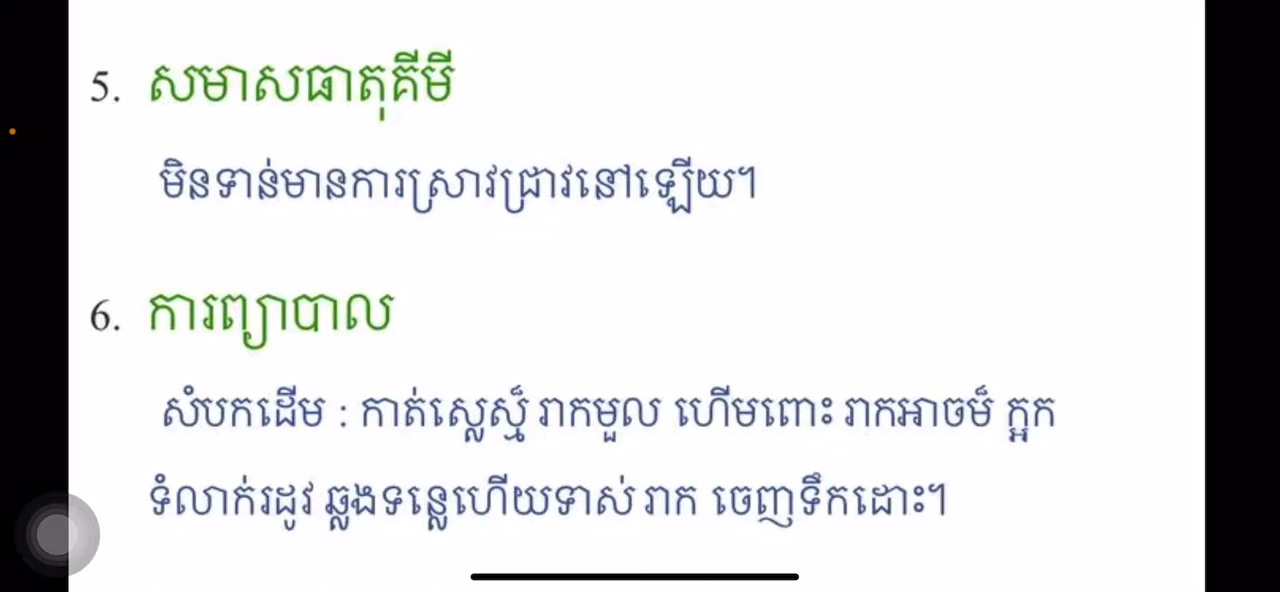 5. សមាសធាតុគីមី
មិនទាន់មានការស្រាវជ្រាវនៅឡើយ។
6. ការព្យាបាល
សំបកដើម : កាត់ស្លេស្ម៏ រាកមួល ហើមពោះ រាកអាចម៏ ក្អក
ទំលាក់រដូវ ឆ្លងទន្លេហើយទាស់ រាក ចេញទឹកដោះ។